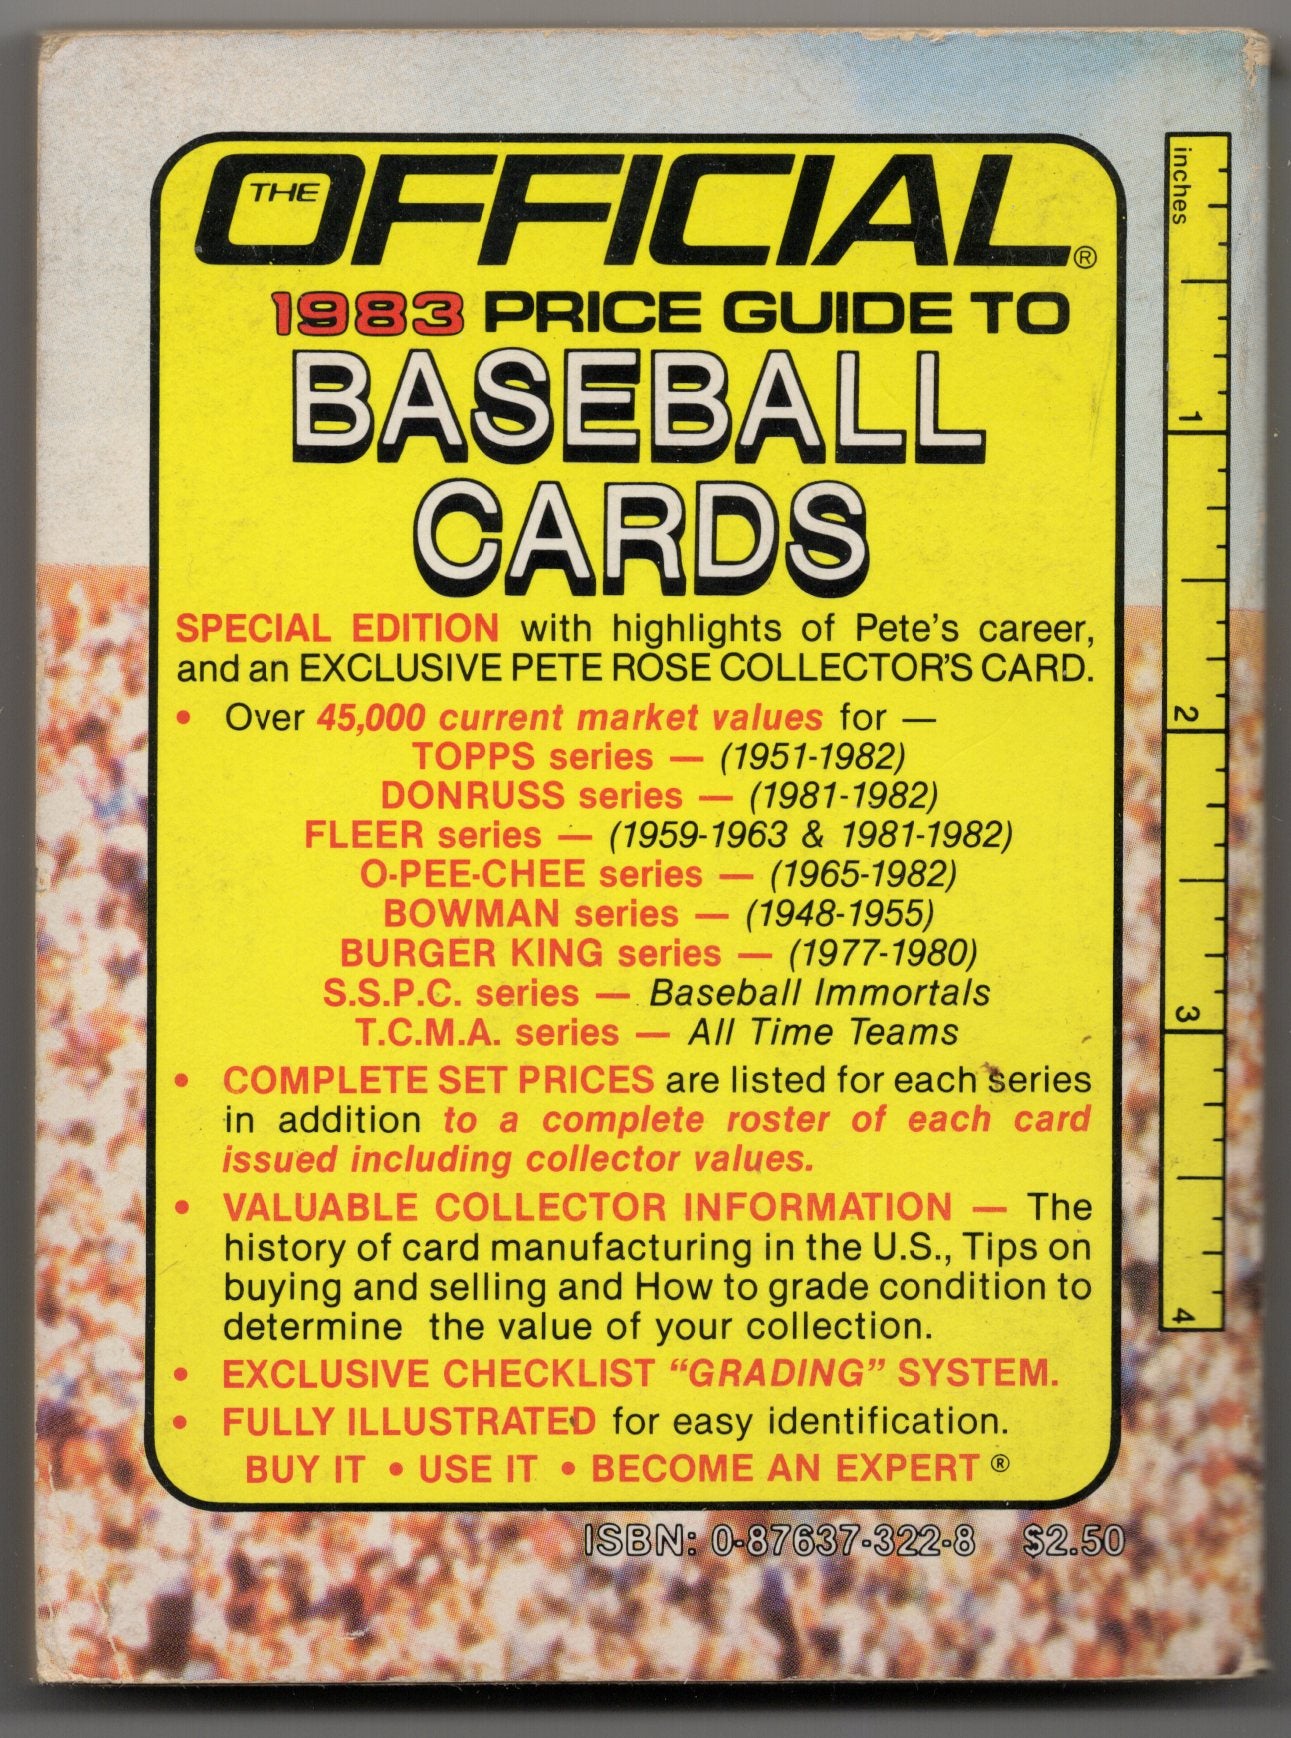 THE OFFICIAL®
1983 PRICE GUIDE TO
BASEBALL
CARDS
SPECIAL EDITION with highlights of Pete's career,
and an EXCLUSIVE PETE ROSE COLLECTOR'S CARD.
• Over 45,000 current market values for —
TOPPS series — (1951-1982)
DONRUSS series — (1981-1982)
FLEER series — (1959-1963 & 1981-1982)
O-PEE-CHEE series — (1965-1982)
BOWMAN series — (1948-1955)
BURGER KING series — (1977-1980)
S.S.P.C. series — Baseball Immortals
T.C.M.A. series — All Time Teams
• COMPLETE SET PRICES are listed for each series
in addition to a complete roster of each card
issued including collector values.
• VALUABLE COLLECTOR INFORMATION — The
history of card manufacturing in the U.S., Tips on
buying and selling and How to grade condition to
determine the value of your collection.
• EXCLUSIVE CHECKLIST "GRADING" SYSTEM.
• FULLY ILLUSTRATED for easy identification.
BUY IT • USE IT • BECOME AN EXPERT®
ISBN: 0-87637-322-8 $2.50
inches
1
2
3
4